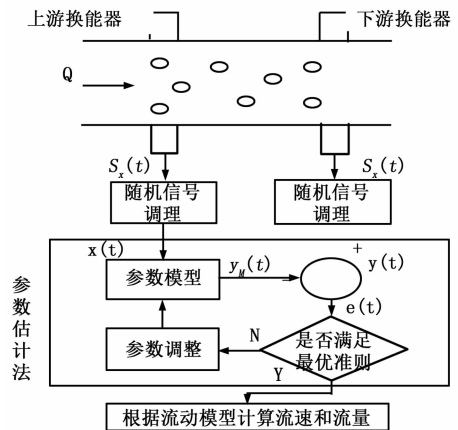 上游换能器
下游换能器
Q
S_x(t)
S_x(t)
随机信号
调理
随机信号
调理
x(t)
+
参数模型
y_M(t)
y(t)
e(t)
参数估计法
参数调整
N
是否满足
最优准则
Y
根据流动模型计算流速和流量